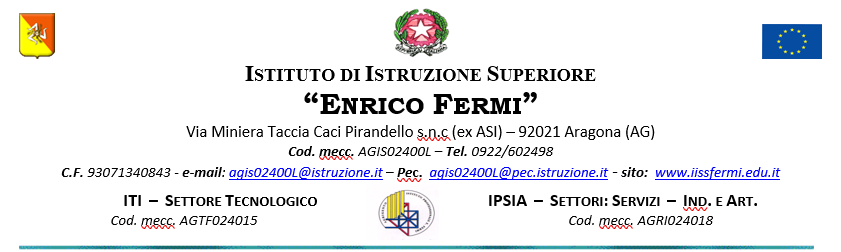 ISTITUTO DI ISTRUZIONE SUPERIORE
“ENRICO FERMI”
Via Miniera Taccia Caci Pirandello s.n.c (ex ASI) – 92021 Aragona (AG)
Cod. mecc. AGIS02400L – Tel. 0922/602498
C.F. 93071340843 - e-mail: agis02400L@istruzione.it – Pec. agis02400L@pec.istruzione.it - sito: www.iissfermi.edu.it
ITI – SETTORE TECNOLOGICO
Cod. mecc. AGTF024015
IPSIA – SETTORI: SERVIZI – IND. E ART.
Cod. mecc. AGRI024018